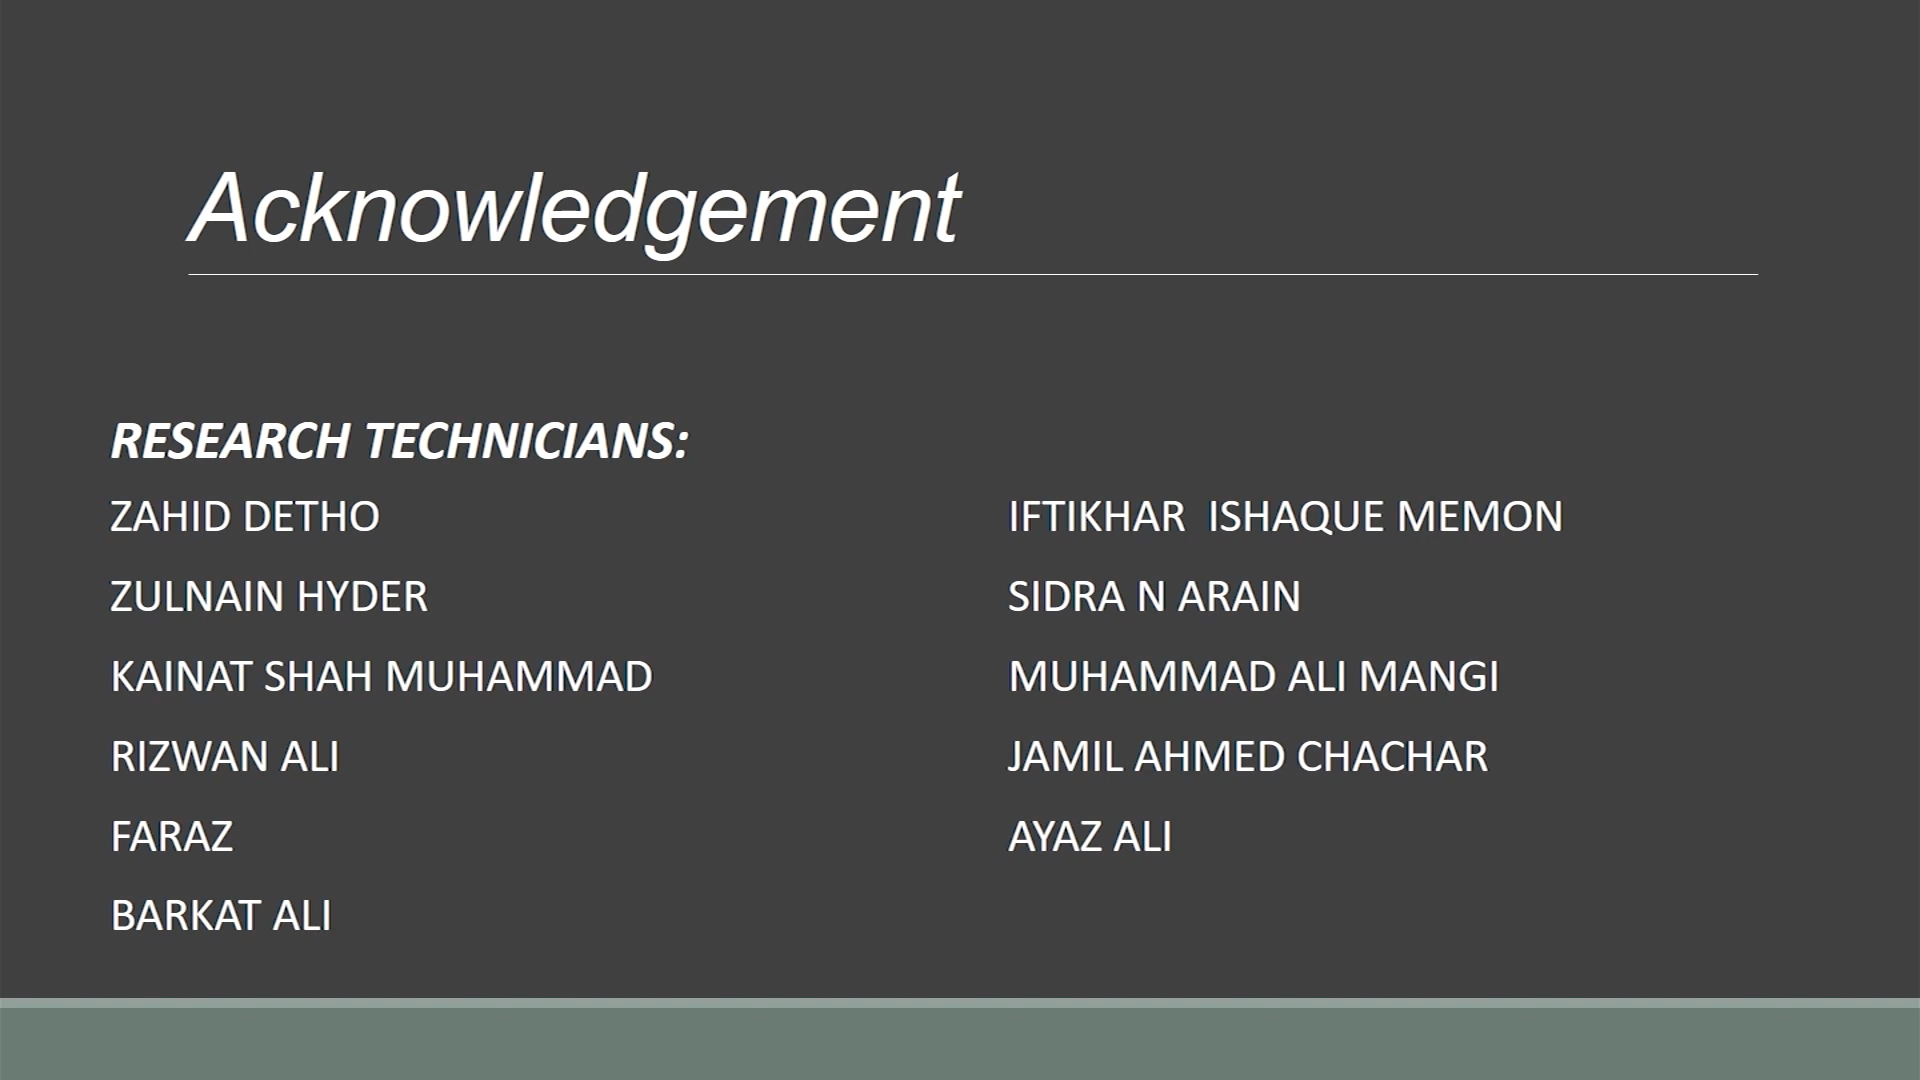 Acknowledgement
RESEARCH TECHNICIANS:
ZAHID DETHO
ZULNAIN HYDER
KAINAT SHAH MUHAMMAD
RIZWAN ALI
FARAZ
BARKAT ALI
IFTIKHAR  ISHAQUE MEMON
SIDRA N ARAIN
MUHAMMAD ALI MANGI
JAMIL AHMED CHACHAR
AYAZ ALI